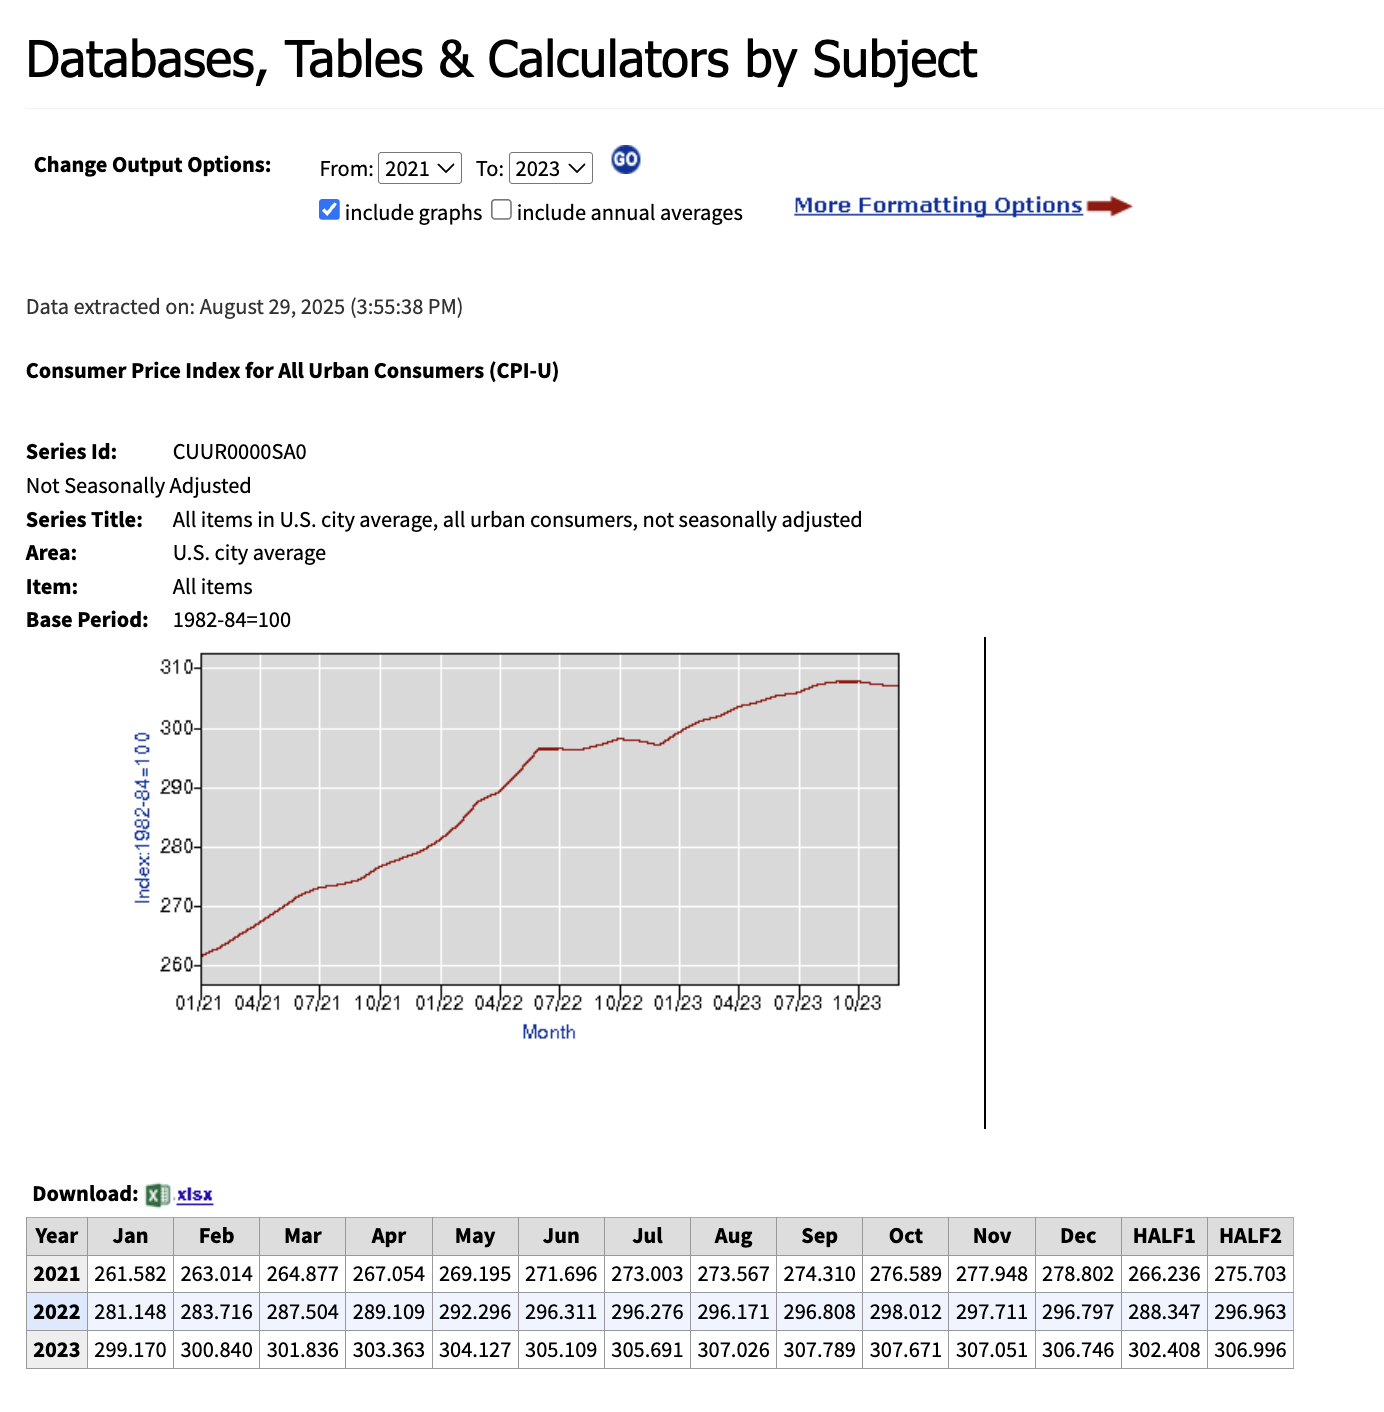 Databases, Tables & Calculators by Subject
Change Output Options: From: 2021 To: 2023 GO
include graphs include annual averages More Formatting Options
Data extracted on: August 29, 2025 (3:55:38 PM)
Consumer Price Index for All Urban Consumers (CPI-U)
Series Id: CUUR0000SA0
Not Seasonally Adjusted
Series Title: All items in U.S. city average, all urban consumers, not seasonally adjusted
Area: U.S. city average
Item: All items
Base Period: 1982-84=100
310
300
290
280
270
260
Index:1982-84=100
01/21 04/21 07/21 10/21 01/22 04/22 07/22 10/22 01/23 04/23 07/23 10/23
Month
Download: xlsx
Year Jan Feb Mar Apr May Jun Jul Aug Sep Oct Nov Dec HALF1 HALF2
2021 261.582 263.014 264.877 267.054 269.195 271.696 273.003 273.567 274.310 276.589 277.948 278.802 266.236 275.703
2022 281.148 283.716 287.504 289.109 292.296 296.311 296.276 296.171 296.808 298.012 297.711 296.797 288.347 296.963
2023 299.170 300.840 301.836 303.363 304.127 305.109 305.691 307.026 307.789 307.671 307.051 306.746 302.408 306.996